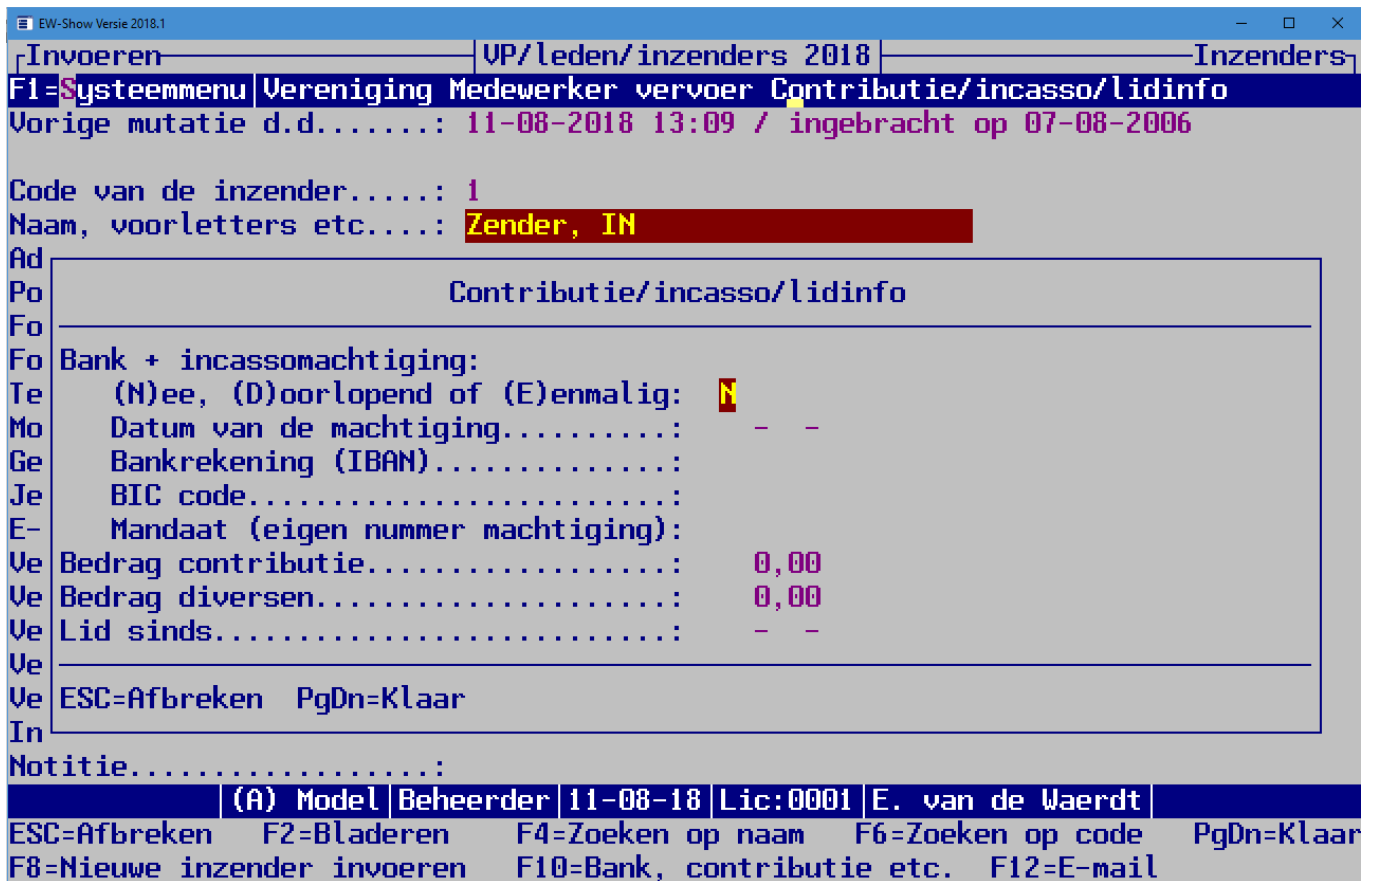 EW-Show Versie 2018.1
Invoeren VP/leden/inzenders 2018 Inzenders
F1=Systeemmenu|Vereniging Medewerker vervoer Contributie/incasso/lidinfo
Vorige mutatie d.d.......: 11-08-2018 13:09 / ingebracht op 07-08-2006
Code van de inzender.....: 1
Naam, voorletters etc....: Zender, IN
Ad
Po Contributie/incasso/lidinfo
Fo
Fo Bank + incassomachtiging:
Te (N)ee, (D)oorlopend of (E)enmalig: N
Mo Datum van de machtiging..........: - -
Ge Bankrekening (IBAN)..............:
Je BIC code.........................:
E- Mandaat (eigen nummer machtiging):
Ve Bedrag contributie..................: 0,00
Ve Bedrag diversen.....................: 0,00
Ve Lid sinds...........................: - -
Ve
Ve ESC=Afbreken PgDn=Klaar
In
Notitie..................:
(A) Model|Beheerder|11-08-18|Lic:0001|E. van de Waerdt|
ESC=Afbreken F2=Bladeren F4=Zoeken op naam F6=Zoeken op code PgDn=Klaar
F8=Nieuwe inzender invoeren F10=Bank, contributie etc. F12=E-mail